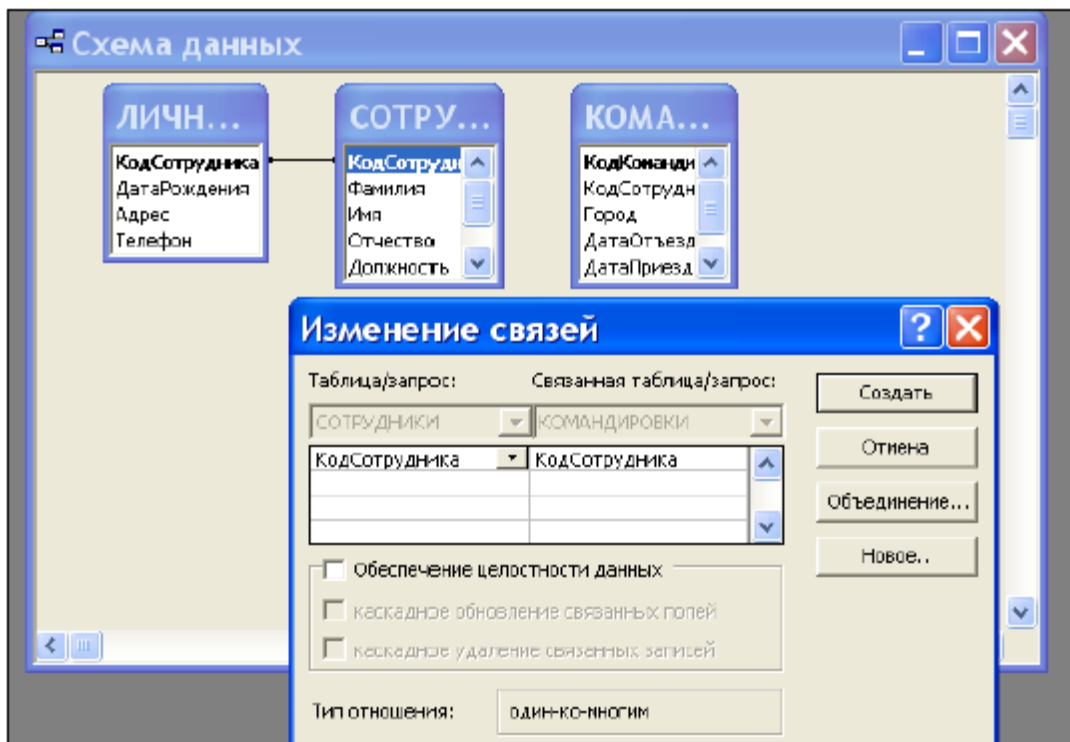 Схема данных
ЛИЧН... СОТРУ... КОМА...
КодСотрудника КодСотрудн КодКоманди
ДатаРождения Фамилия КодСотрудн
Адрес Имя Город
Телефон Отчество ДатаОтъезд
Должность ДатаПриезд
Изменение связей
Таблица/запрос: Связанная таблица/запрос:
СОТРУДНИКИ КОМАНДИРОВКИ
КодСотрудника КодСотрудника
Создать
Отмена
Объединение...
Новое..
Обеспечение целостности данных
каскадное обновление связанных полей
каскадное удаление связанных записей
Тип отношения: один-ко-многим